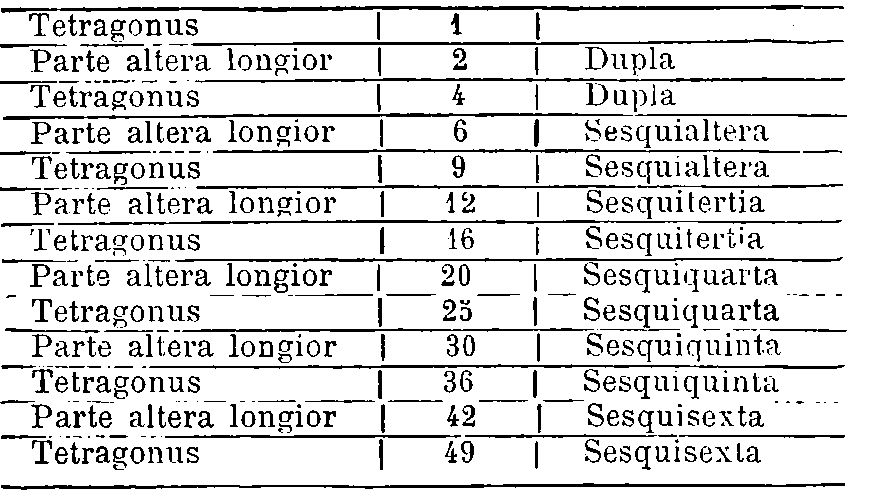 Tetragonus | 1 |
Parte altera longior | 2 | Dupla
Tetragonus | 4 | Dupla
Parte altera longior | 6 | Sesquialtera
Tetragonus | 9 | Sesquialtera
Parte altera longior | 12 | Sesquitertia
Tetragonus | 16 | Sesquitertia
Parte altera longior | 20 | Sesquiquarta
Tetragonus | 25 | Sesquiquarta
Parte altera longior | 30 | Sesquiquinta
Tetragonus | 36 | Sesquiquinta
Parte altera longior | 42 | Sesquisexta
Tetragonus | 49 | Sesquisexta